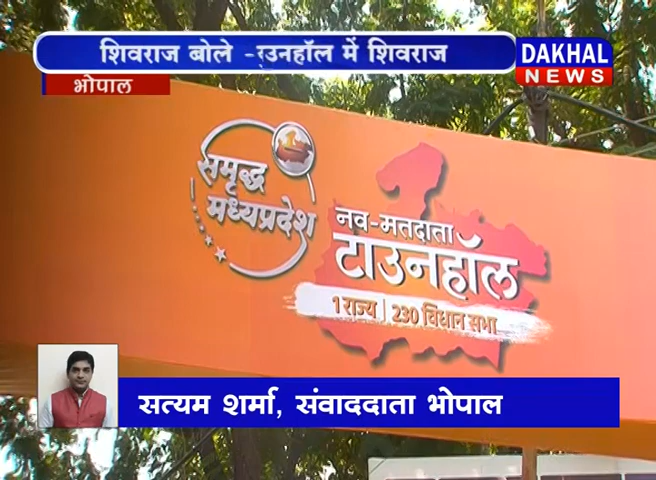 शिवराज बोले - टाउनहॉल में शिवराज
DAKHAL
NEWS
भोपाल
समृद्ध
मध्यप्रदेश
नव-मतदाता
टाउनहॉल
1 राज्य | 230 विधान सभा
सत्यम शर्मा, संवाददाता भोपाल